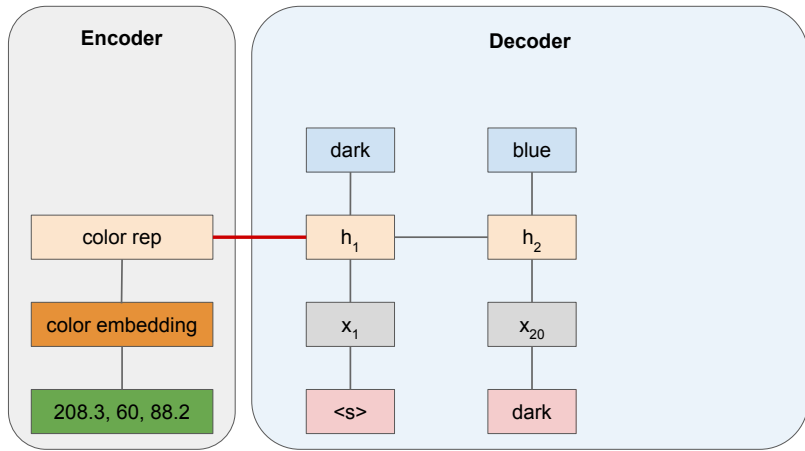 Encoder
Decoder
dark
blue
color rep
h1
h2
color embedding
x1
x20
208.3, 60, 88.2
<s>
dark